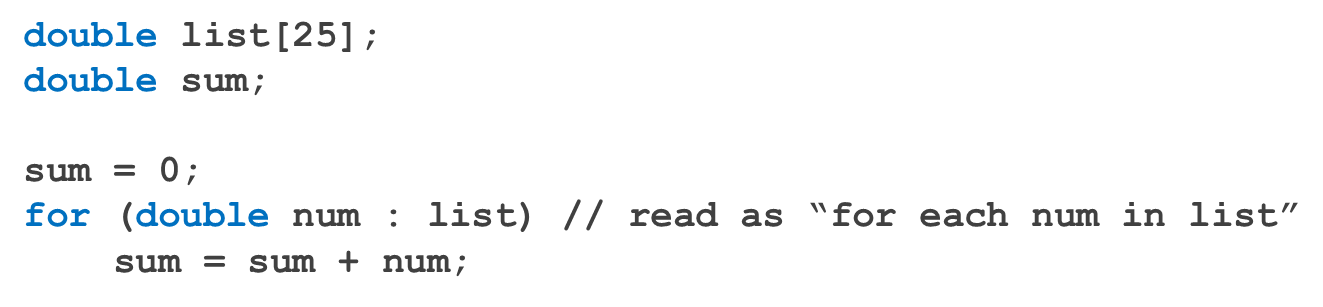 double list[25];
double sum;
sum = 0;
for (double num : list) // read as “for each num in list”
sum = sum + num;